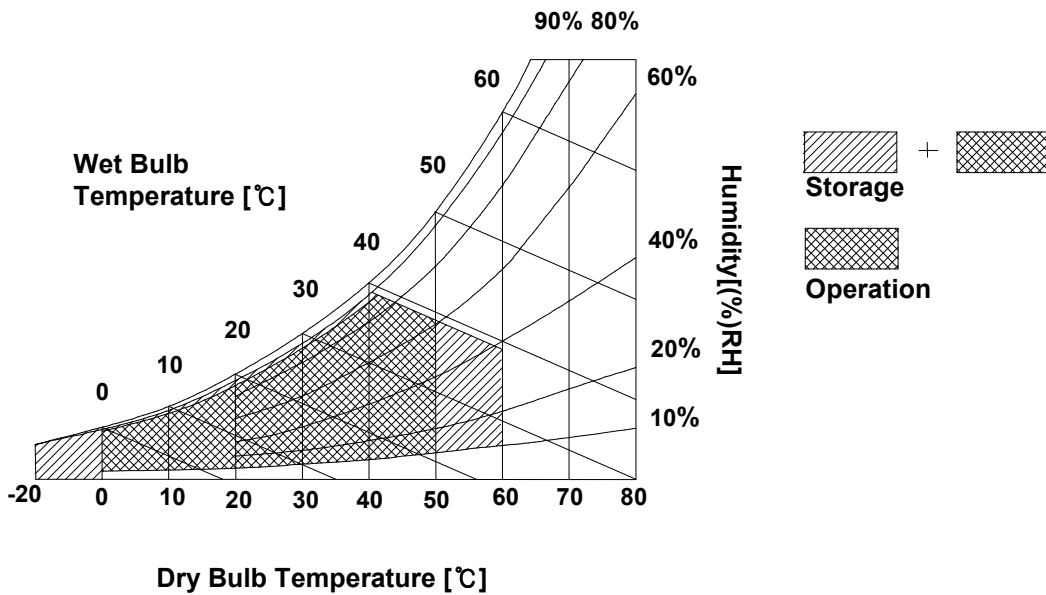 90% 80%
60
60%
50
Wet Bulb
Temperature [℃]
40
40%
30
20
20%
10
10%
0
Humidity[(%)RH]
-20 0 10 20 30 40 50 60 70 80
Dry Bulb Temperature [℃]
+
Storage
Operation